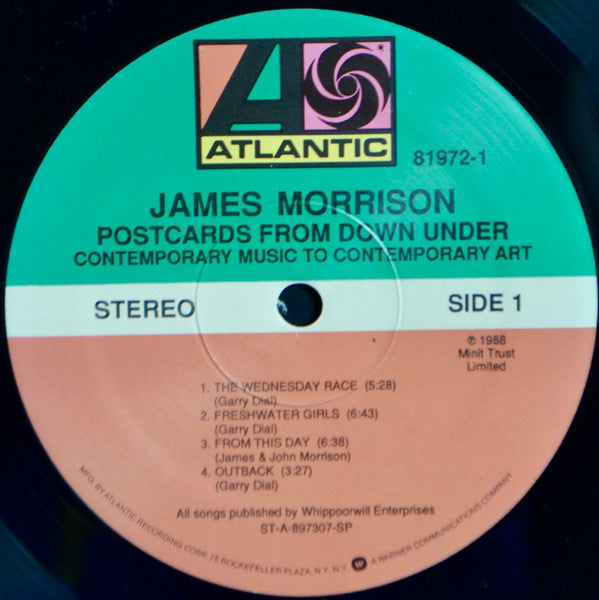 ATLANTIC
81972-1
JAMES MORRISON
POSTCARDS FROM DOWN UNDER
CONTEMPORARY MUSIC TO CONTEMPORARY ART
STEREO
SIDE 1
℗ 1988
Minit Trust
Limited
1. THE WEDNESDAY RACE (5:28)
(Garry Dial)
2. FRESHWATER GIRLS (6:43)
(Garry Dial)
3. FROM THIS DAY (6:38)
(James & John Morrison)
4. OUTBACK (3:27)
(Garry Dial)
All songs published by Whippoorwill Enterprises
ST-A-897307-SP
MFG. BY ATLANTIC RECORDING CORP., 75 ROCKEFELLER PLAZA, N.Y. N.Y. A WARNER COMMUNICATIONS COMPANY